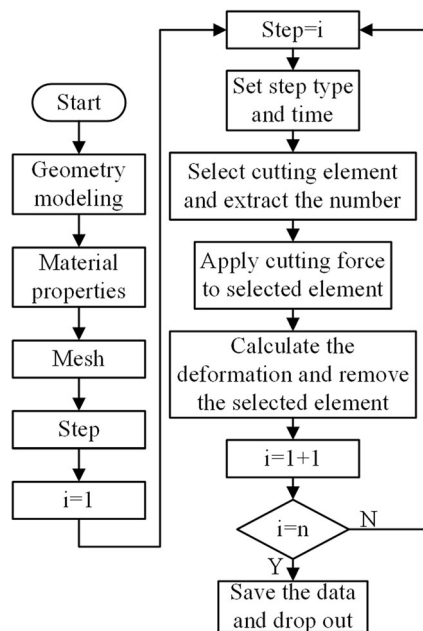 Start
Geometry
modeling
Material
properties
Mesh
Step
i=1
Step=i
Set step type
and time
Select cutting element
and extract the number
Apply cutting force
to selected element
Calculate the
deformation and remove
the selected element
i=1+1
i=n
N
Y
Save the data
and drop out